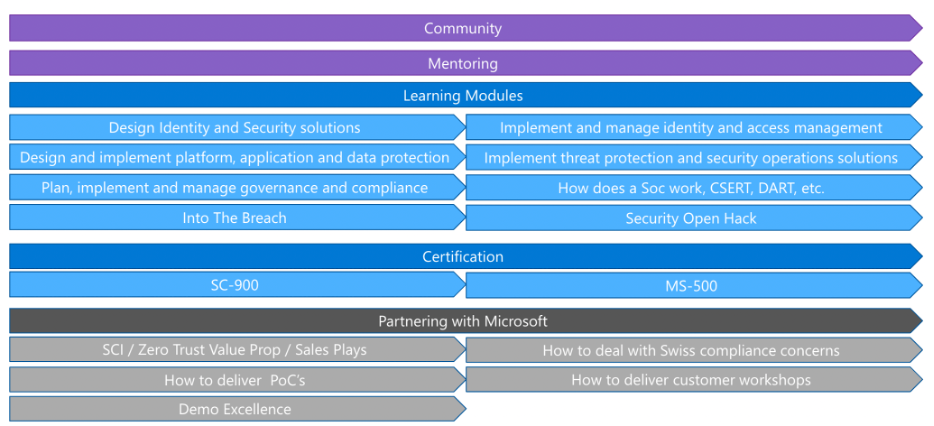 Community
Mentoring
Learning Modules
Design Identity and Security solutions
Implement and manage identity and access management
Design and implement platform, application and data protection
Implement threat protection and security operations solutions
Plan, implement and manage governance and compliance
How does a Soc work, CSERT, DART, etc.
Into The Breach
Security Open Hack
Certification
SC-900
MS-500
Partnering with Microsoft
SCI / Zero Trust Value Prop / Sales Plays
How to deal with Swiss compliance concerns
How to deliver  PoC's
How to deliver customer workshops
Demo Excellence